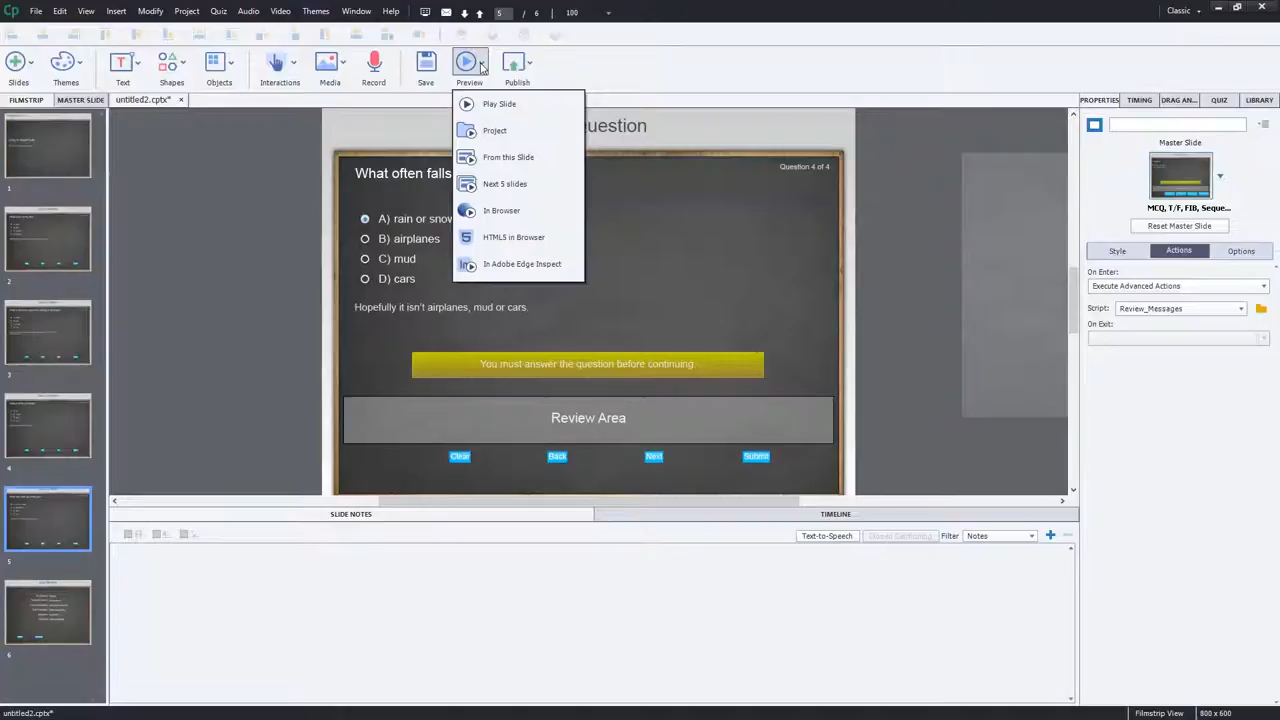 Cp File Edit View Insert Modify Project Quiz Audio Video Themes Window Help 5 / 6 100 Classic
Slides Themes Text Shapes Objects Interactions Media Record Save Preview Publish
FILMSTRIP MASTER SLIDE untitled2.cptx* × PROPERTIES TIMING DRAG AN... QUIZ LIBRARY
Play Slide
Project
From this Slide
Next 5 slides
In Browser
HTML5 in Browser
In Adobe Edge Inspect
uestion
Question 4 of 4
What often falls
A) rain or snow
B) airplanes
C) mud
D) cars
Hopefully it isn't airplanes, mud or cars.
You must answer the question before continuing.
Review Area
Clear Back Next Submit
1
2
3
4
5
6
Master Slide
MCQ, T/F, FIB, Seque...
Reset Master Slide
Style Actions Options
On Enter:
Execute Advanced Actions
Script: Review_Messages
On Exit:
SLIDE NOTES TIMELINE
Text-to-Speech Closed Captioning Filter Notes
untitled2.cptx* Filmstrip View 800 x 600